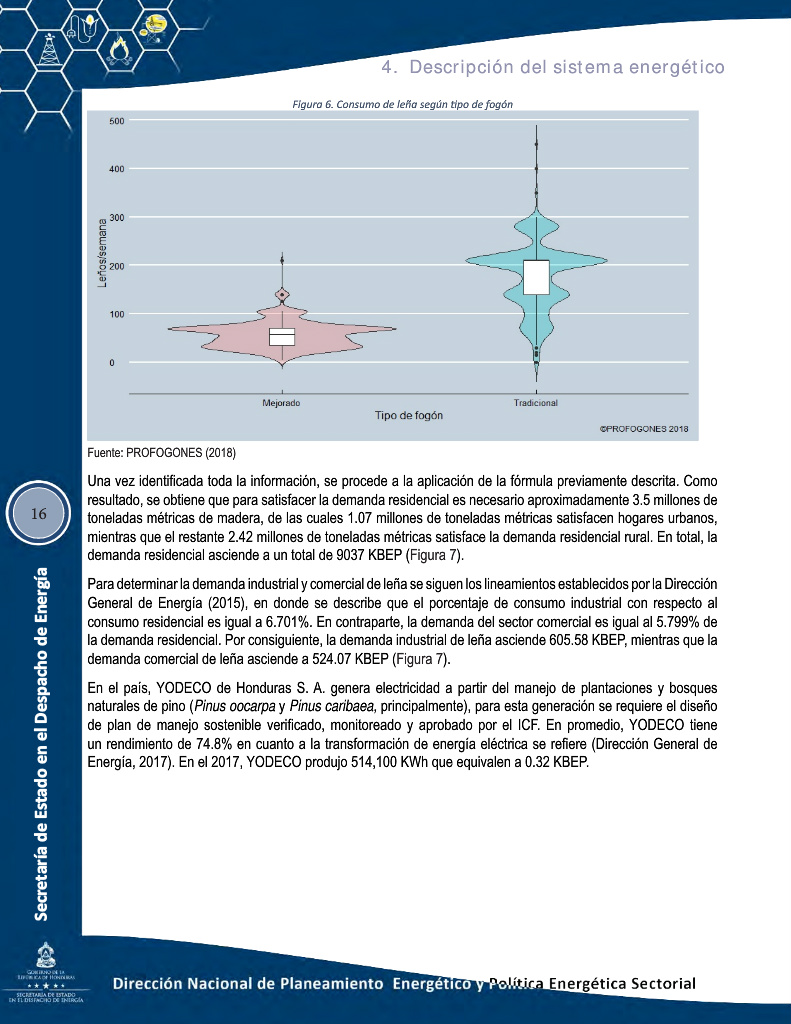 4. Descripción del sistema energético
Figura 6. Consumo de leña según tipo de fogón
500
400
300
200
100
0
Leños/semana
Mejorado
Tradicional
Tipo de fogón
©PROFOGONES 2018
Fuente: PROFOGONES (2018)
Una vez identificada toda la información, se procede a la aplicación de la fórmula previamente descrita. Como
resultado, se obtiene que para satisfacer la demanda residencial es necesario aproximadamente 3.5 millones de
toneladas métricas de madera, de las cuales 1.07 millones de toneladas métricas satisfacen hogares urbanos,
mientras que el restante 2.42 millones de toneladas métricas satisface la demanda residencial rural. En total, la
demanda residencial asciende a un total de 9037 KBEP (Figura 7).
Para determinar la demanda industrial y comercial de leña se siguen los lineamientos establecidos por la Dirección
General de Energía (2015), en donde se describe que el porcentaje de consumo industrial con respecto al
consumo residencial es igual a 6.701%. En contraparte, la demanda del sector comercial es igual al 5.799% de
la demanda residencial. Por consiguiente, la demanda industrial de leña asciende 605.58 KBEP, mientras que la
demanda comercial de leña asciende a 524.07 KBEP (Figura 7).
En el país, YODECO de Honduras S. A. genera electricidad a partir del manejo de plantaciones y bosques
naturales de pino (Pinus oocarpa y Pinus caribaea, principalmente), para esta generación se requiere el diseño
de plan de manejo sostenible verificado, monitoreado y aprobado por el ICF. En promedio, YODECO tiene
un rendimiento de 74.8% en cuanto a la transformación de energía eléctrica se refiere (Dirección General de
Energía, 2017). En el 2017, YODECO produjo 514,100 KWh que equivalen a 0.32 KBEP.
16
Secretaría de Estado en el Despacho de Energía
GOBIERNO DE LA
REPÚBLICA DE HONDURAS
SECRETARÍA DE ESTADO
EN EL DESPACHO DE ENERGÍA
Dirección Nacional de Planeamiento Energético y Política Energética Sectorial